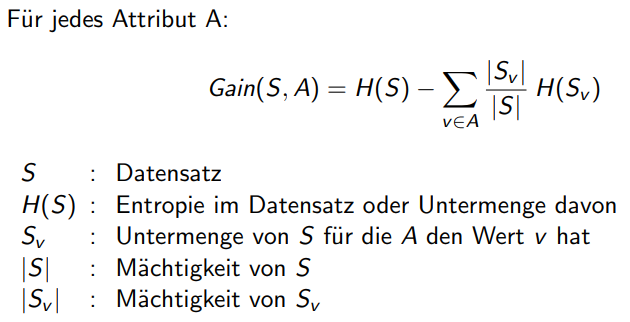 Für jedes Attribut A:
Gain(S, A) = H(S) − ∑_{v∈A} |S_v|/|S| H(S_v)
S : Datensatz
H(S) : Entropie im Datensatz oder Untermenge davon
S_v : Untermenge von S für die A den Wert v hat
|S| : Mächtigkeit von S
|S_v| : Mächtigkeit von S_v